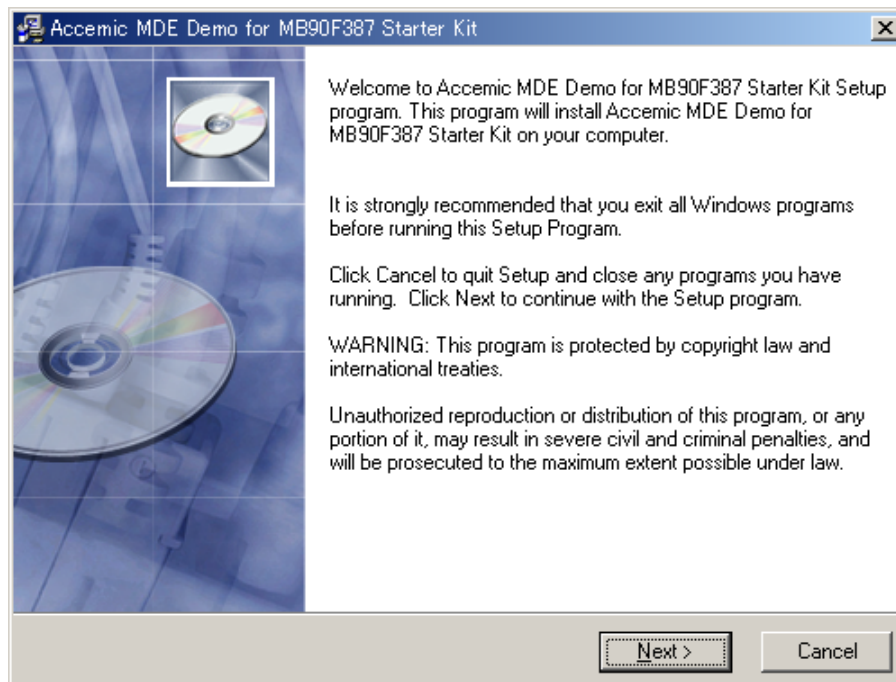 Accemic MDE Demo for MB90F387 Starter Kit
Welcome to Accemic MDE Demo for MB90F387 Starter Kit Setup
program. This program will install Accemic MDE Demo for
MB90F387 Starter Kit on your computer.
It is strongly recommended that you exit all Windows programs
before running this Setup Program.
Click Cancel to quit Setup and close any programs you have
running.  Click Next to continue with the Setup program.
WARNING: This program is protected by copyright law and
international treaties.
Unauthorized reproduction or distribution of this program, or any
portion of it, may result in severe civil and criminal penalties, and
will be prosecuted to the maximum extent possible under law.
Next >
Cancel